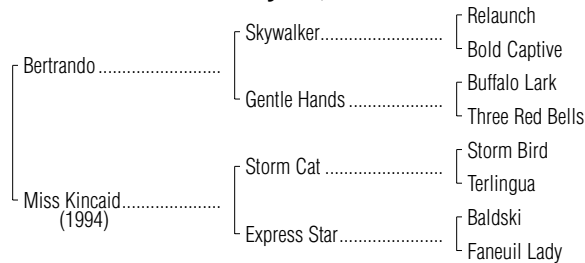 Relaunch
Skywalker......................
Bold Captive
Bertrando ........................
Buffalo Lark
Gentle Hands .................
Three Red Bells
Storm Bird
Storm Cat .....................
Terlingua
Miss Kincaid...................
(1994)
Baldski
Express Star...................
Faneuil Lady